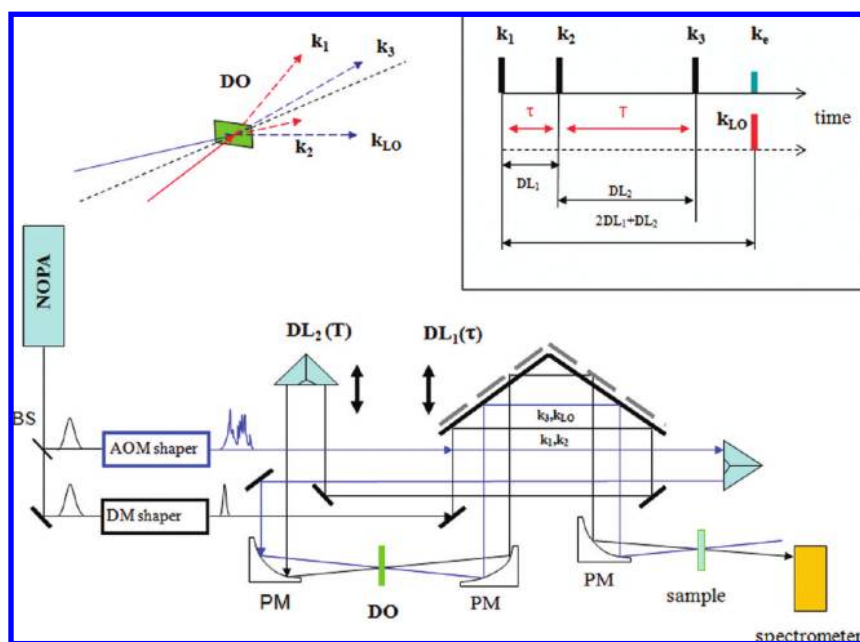 k1
k3
DO
k2
kLO
k1 k2 k3 ke
τ T kLO time
DL1
DL2
2DL1+DL2
NOPA
DL2(T) DL1(τ)
BS
k3,kLO
AOM shaper k1,k2
DM shaper
PM DO PM PM sample
spectrometer